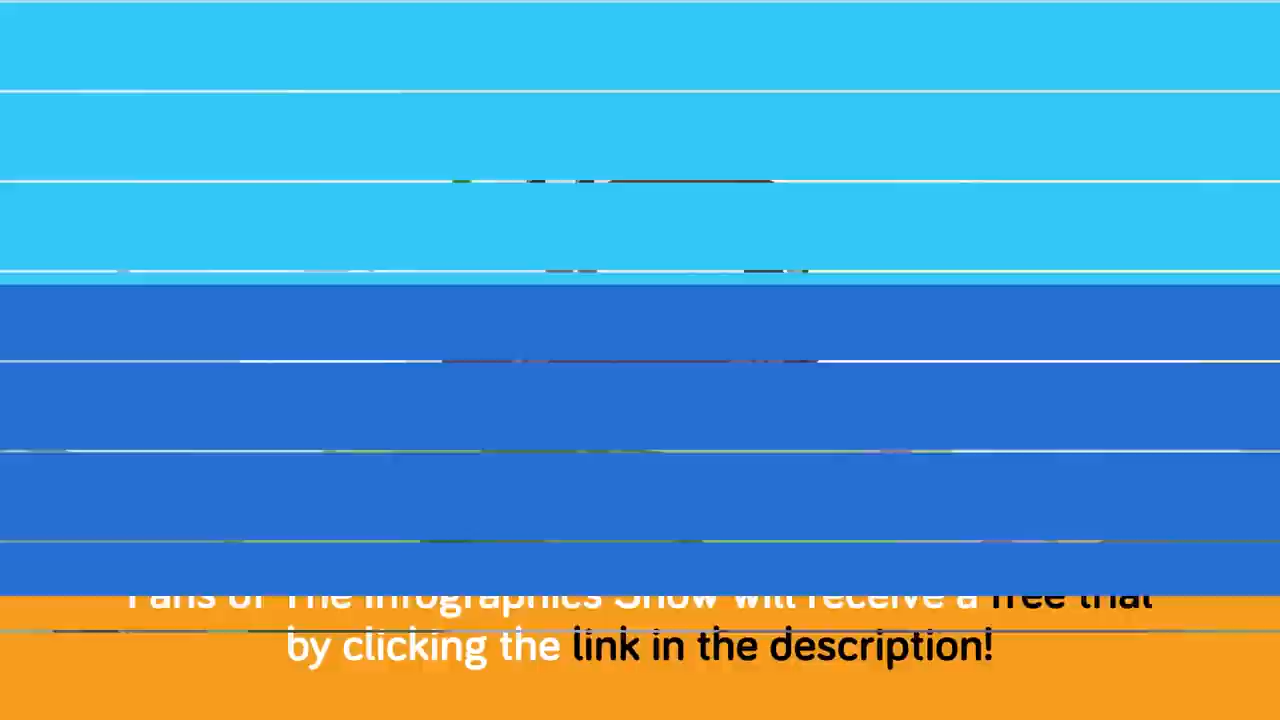 Fans of The Infographics Show will receive a free trial
by clicking the link in the description!